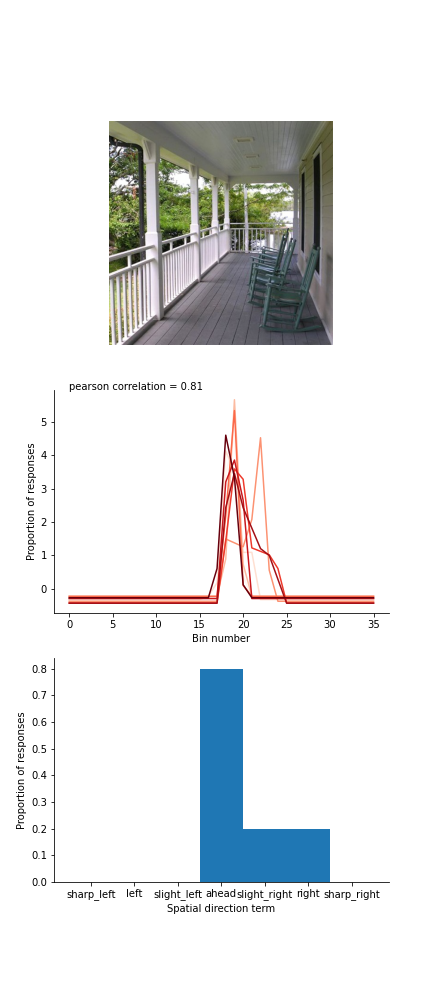 pearson correlation = 0.81
Proportion of responses
5
4
3
2
1
0
0 5 10 15 20 25 30 35
Bin number
Proportion of responses
0.8
0.7
0.6
0.5
0.4
0.3
0.2
0.1
0.0
sharp_left left slight_left ahead slight_right right sharp_right
Spatial direction term